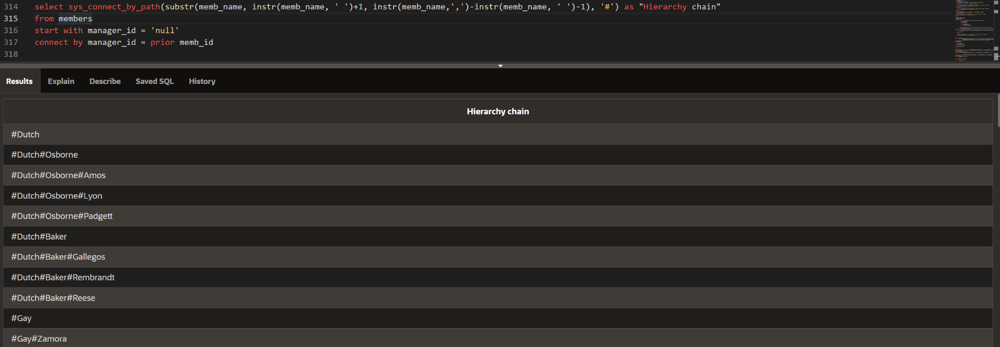 314 select sys_connect_by_path(substr(memb_name, instr(memb_name, ' ')+1, instr(memb_name,',')-instr(memb_name, ' ')-1), '#') as "Hierarchy chain"
315 from members
316 start with manager_id = 'null'
317 connect by manager_id = prior memb_id
318
Results Explain Describe Saved SQL History
Hierarchy chain
#Dutch
#Dutch#Osborne
#Dutch#Osborne#Amos
#Dutch#Osborne#Lyon
#Dutch#Osborne#Padgett
#Dutch#Baker
#Dutch#Baker#Gallegos
#Dutch#Baker#Rembrandt
#Dutch#Baker#Reese
#Gay
#Gay#Zamora